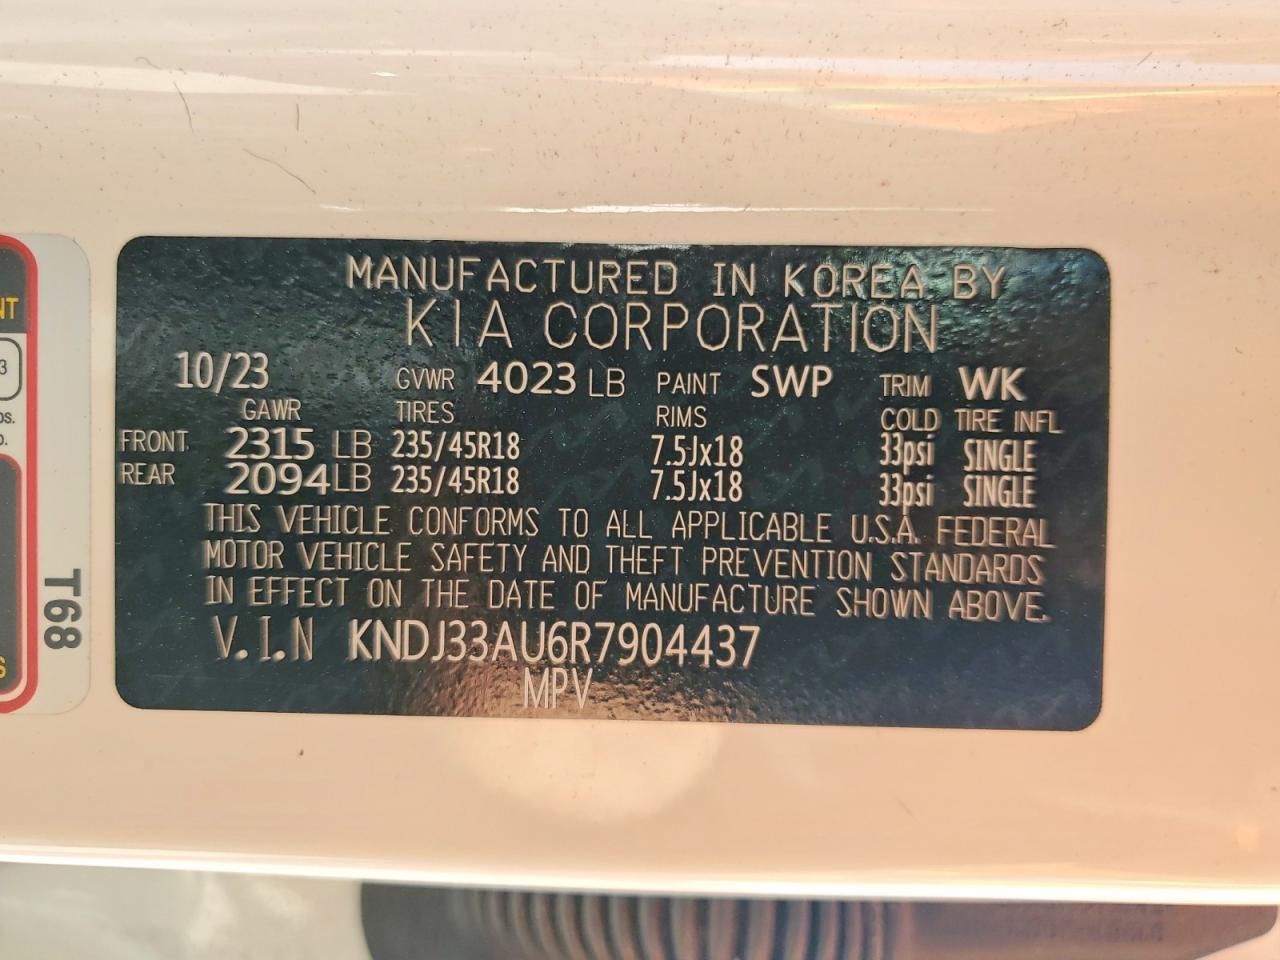 MANUFACTURED IN KOREA BY
KIA CORPORATION
10/23 GVWR 4023 LB PAINT SWP TRIM WK
GAWR TIRES RIMS COLD TIRE INFL
FRONT 2315 LB 235/45R18 7.5Jx18 33psi SINGLE
REAR 2094 LB 235/45R18 7.5Jx18 33psi SINGLE
THIS VEHICLE CONFORMS TO ALL APPLICABLE U.S.A. FEDERAL
MOTOR VEHICLE SAFETY AND THEFT PREVENTION STANDARDS
IN EFFECT ON THE DATE OF MANUFACTURE SHOWN ABOVE.
V.I.N KNDJ33AU6R7904437
MPV
T68